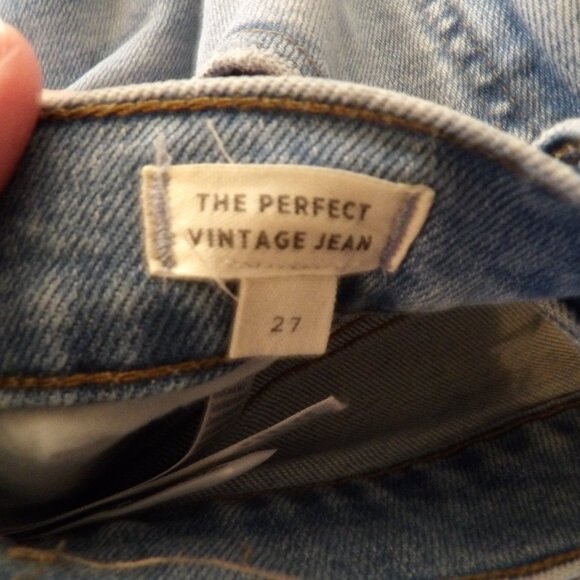 THE PERFECT
VINTAGE JEAN
27